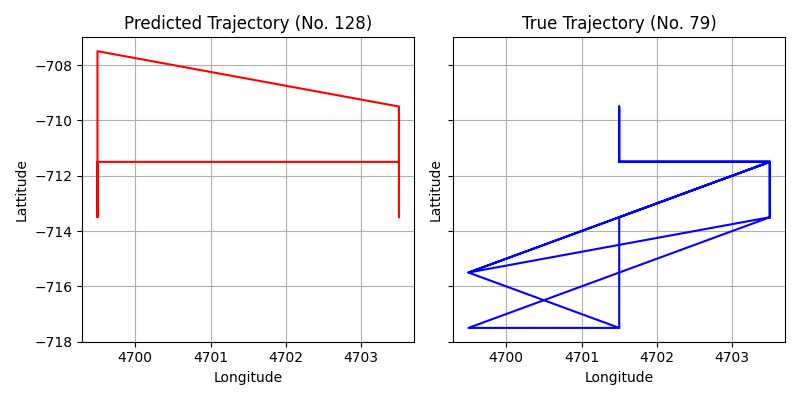 Predicted Trajectory (No. 128)
True Trajectory (No. 79)
−708
−710
−712
−714
−716
−718
Lattitude
Lattitude
4700
4701
4702
4703
4700
4701
4702
4703
Longitude
Longitude